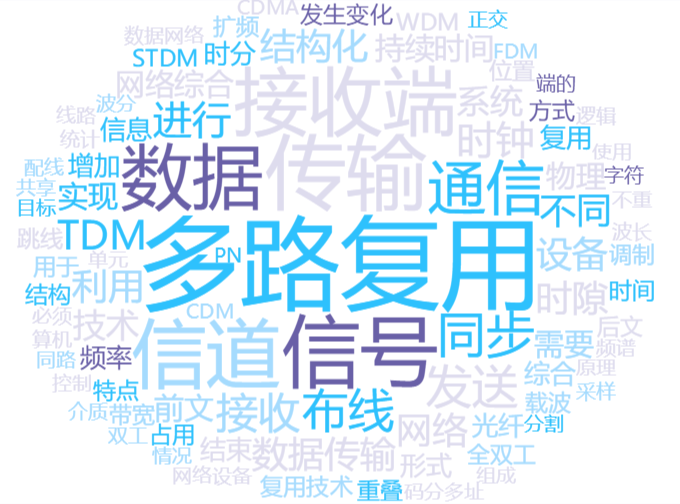 CDMA 发生变化 WDM 正交
数据网络 扩频 结构化 持续时间 FDM
STDM 时分 位置
网络综合 接收端 系统 端的
波分 方式
线路 信息 进行 时钟 复用 逻辑
统计 传输 使用
配线 增加 数据 通信 物理 字符
共享 实现 不同 不重
目标
跳线 TDM 多路复用 波长
用于 单元 PN 设备 调制
结构 利用 时隙 时间
必须 CDM
算机 技术 信道 信号 同步 后文
同路 频率 需要 频谱
控制 特点 发送 综合 原理
介质 带宽 前文 接收 布线 载波 采样
双工 占用 网络 光纤 分割
情况 结束 数据传输 形式 全双工
网络设备 复用技术 重叠 码分多址 组成